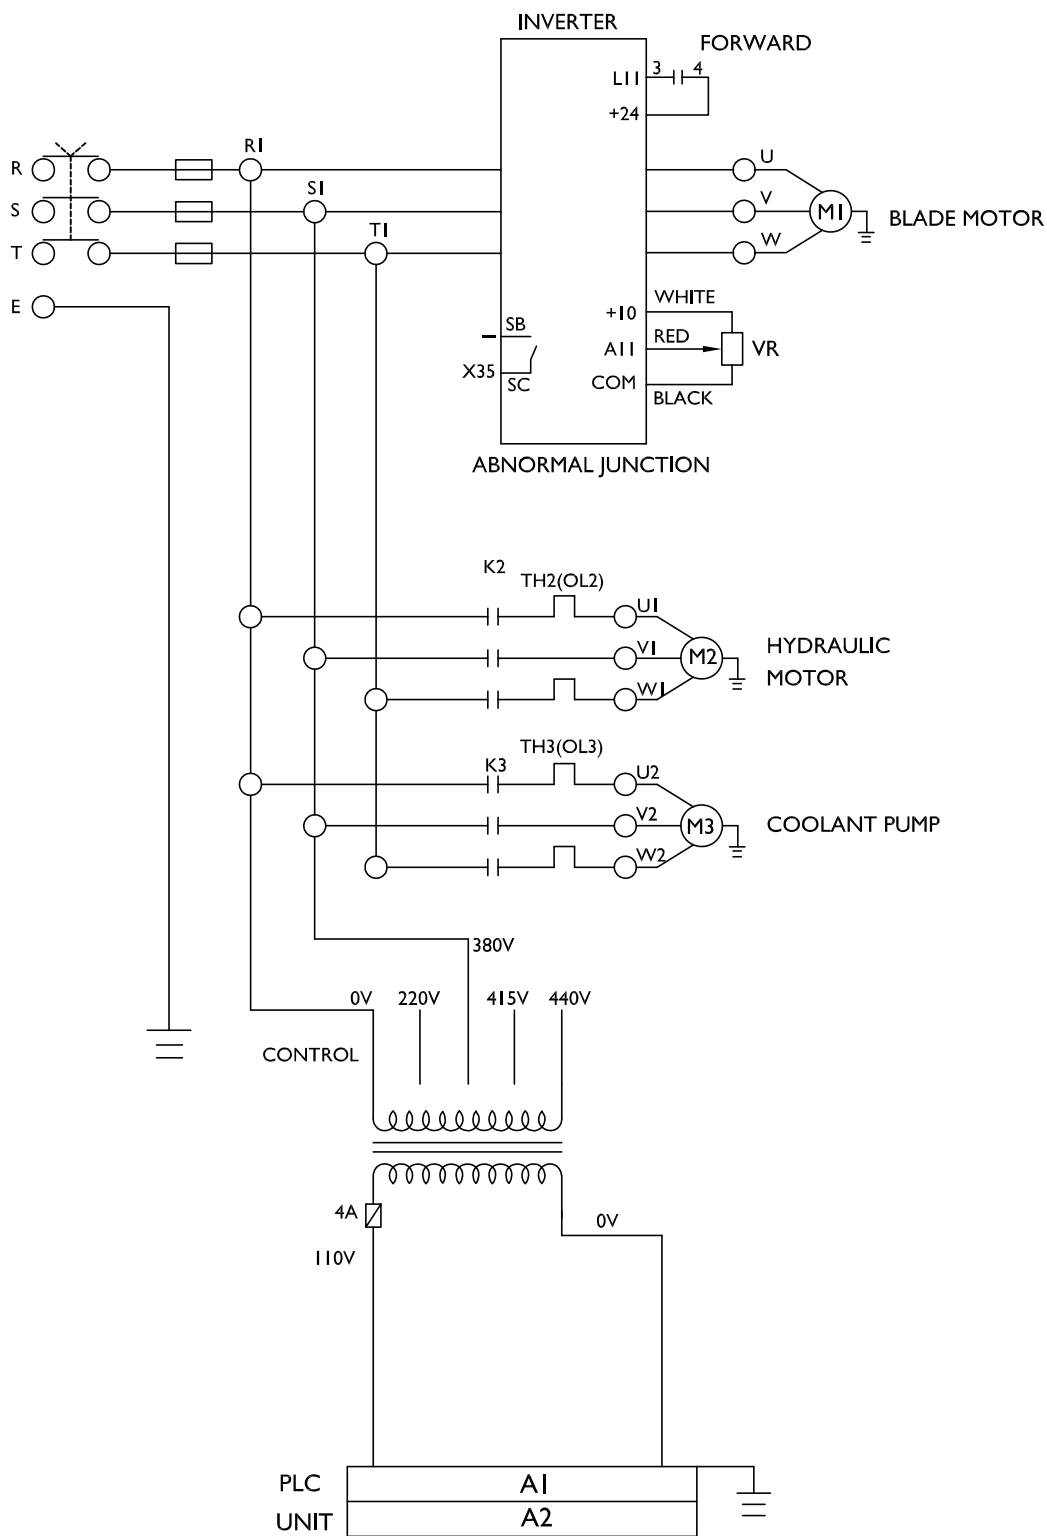 INVERTER
FORWARD
L11
3
4
+24
R
R1
U
S
S1
V
M1
BLADE MOTOR
T
T1
W
E
+10
WHITE
SB
A11
RED
VR
X35
SC
COM
BLACK
ABNORMAL JUNCTION
K2
TH2(OL2)
U1
V1
M2
HYDRAULIC
MOTOR
W1
K3
TH3(OL3)
U2
V2
M3
COOLANT PUMP
W2
380V
0V
220V
415V
440V
CONTROL
4A
0V
110V
PLC
A1
UNIT
A2